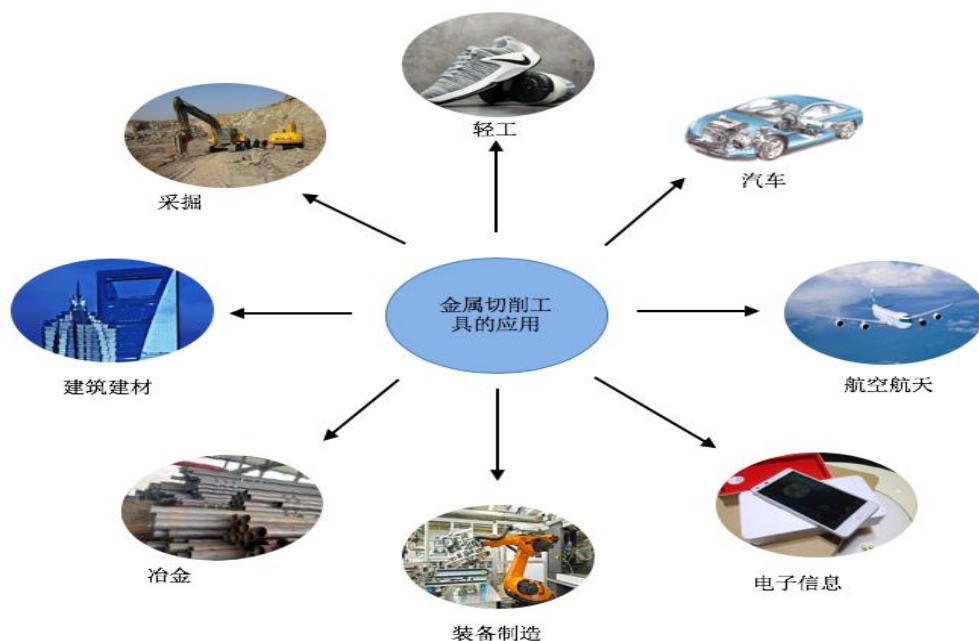 轻工
采掘
汽车
金属切削工
具的应用
建筑建材
航空航天
冶金
电子信息
装备制造